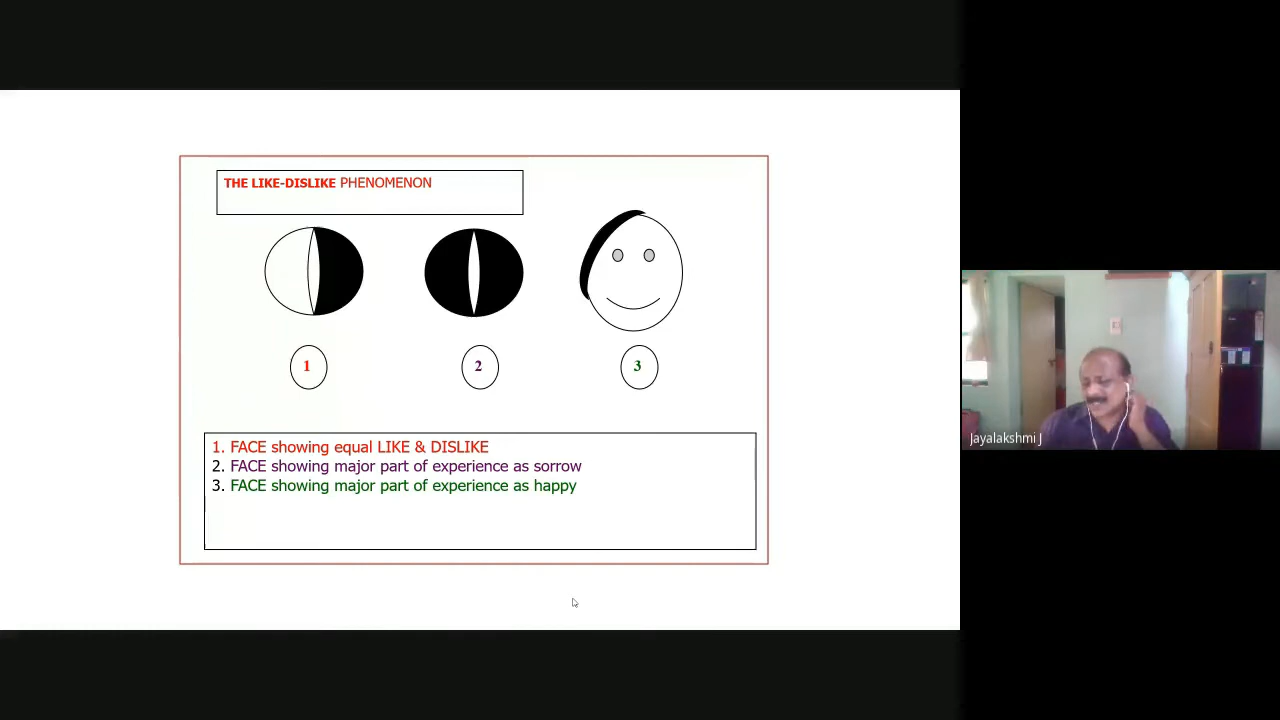 THE LIKE-DISLIKE PHENOMENON
1
2
3
1. FACE showing equal LIKE & DISLIKE
2. FACE showing major part of experience as sorrow
3. FACE showing major part of experience as happy
Jayalakshmi J